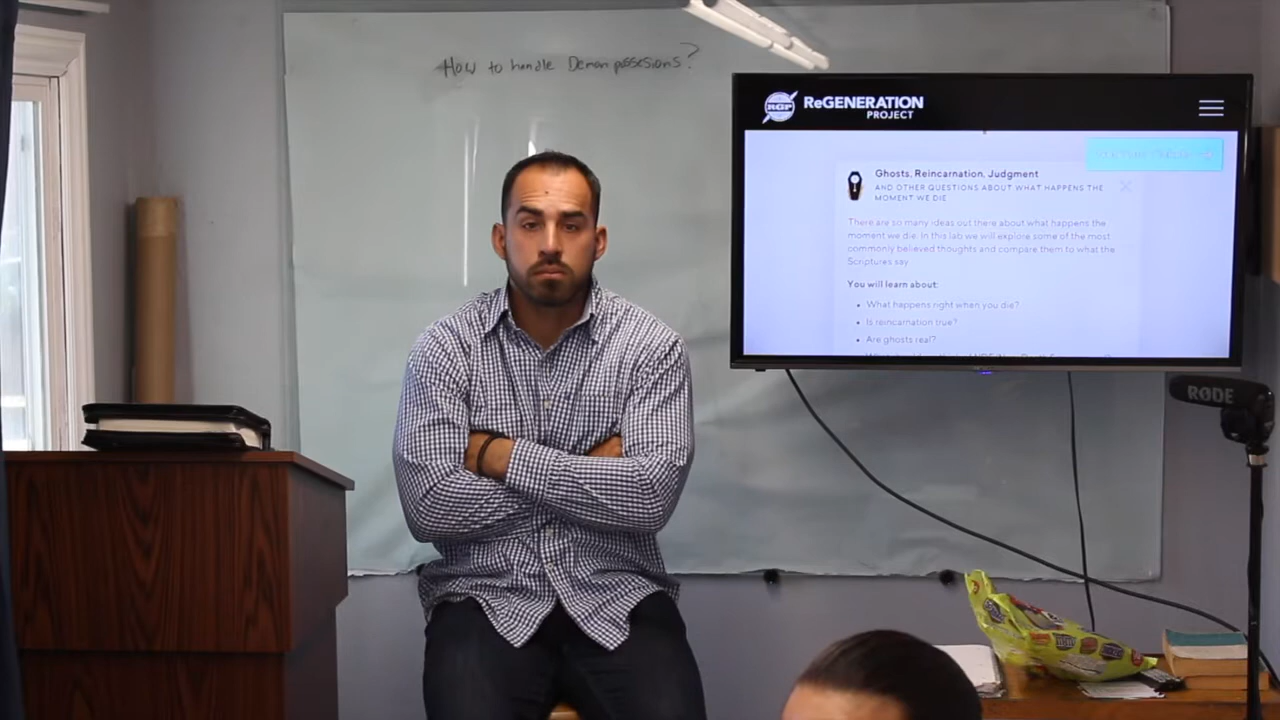 How to handle Demon possesions?
RGP
ReGENERATION
PROJECT
Ghosts, Reincarnation, Judgment
AND OTHER QUESTIONS ABOUT WHAT HAPPENS THE
MOMENT WE DIE
There are so many ideas out there about what happens the
moment we die. In this lab we will explore some of the most
commonly believed thoughts and compare them to what the
Scriptures say.
You will learn about:
What happens right when you die?
Is reincarnation true?
Are ghosts real?
RØDE